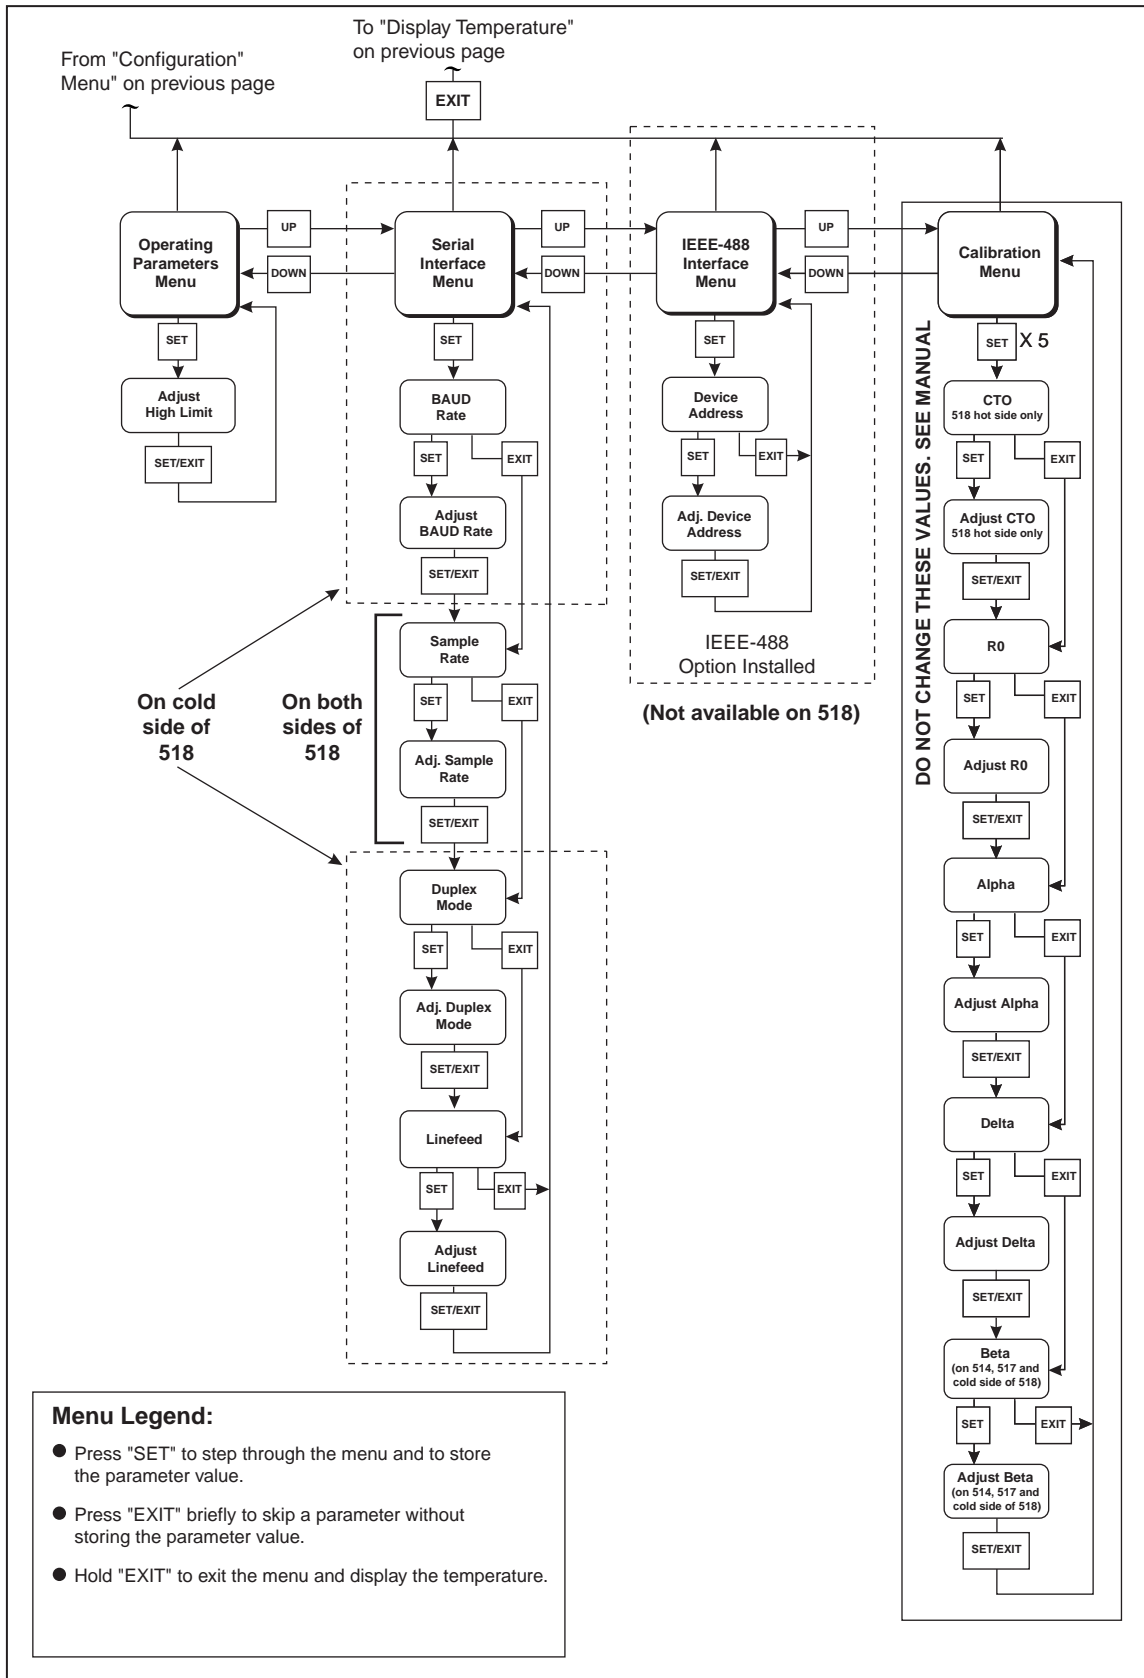 To "Display Temperature"
on previous page
From "Configuration"
Menu" on previous page
EXIT
Operating
Parameters
Menu
UP
DOWN
Serial
Interface
Menu
UP
DOWN
IEEE-488
Interface
Menu
UP
DOWN
Calibration
Menu
SET
Adjust
High Limit
SET/EXIT
SET
BAUD
Rate
SET
EXIT
Adjust
BAUD Rate
SET/EXIT
Sample
Rate
SET
EXIT
Adj. Sample
Rate
SET/EXIT
Duplex
Mode
SET
EXIT
Adj. Duplex
Mode
SET/EXIT
Linefeed
SET
EXIT
Adjust
Linefeed
SET/EXIT
On cold
side of
518
On both
sides of
518
SET
Device
Address
SET
EXIT
Adj. Device
Address
SET/EXIT
IEEE-488
Option Installed
(Not available on 518)
DO NOT CHANGE THESE VALUES. SEE MANUAL
SET X 5
CTO
518 hot side only
SET
EXIT
Adjust CTO
518 hot side only
SET/EXIT
R0
SET
EXIT
Adjust R0
SET/EXIT
Alpha
SET
EXIT
Adjust Alpha
SET/EXIT
Delta
SET
EXIT
Adjust Delta
SET/EXIT
Beta
(on 514, 517 and
cold side of 518)
SET
EXIT
Adjust Beta
(on 514, 517 and
cold side of 518)
SET/EXIT
Menu Legend:
● Press "SET" to step through the menu and to store
the parameter value.
● Press "EXIT" briefly to skip a parameter without
storing the parameter value.
● Hold "EXIT" to exit the menu and display the temperature.